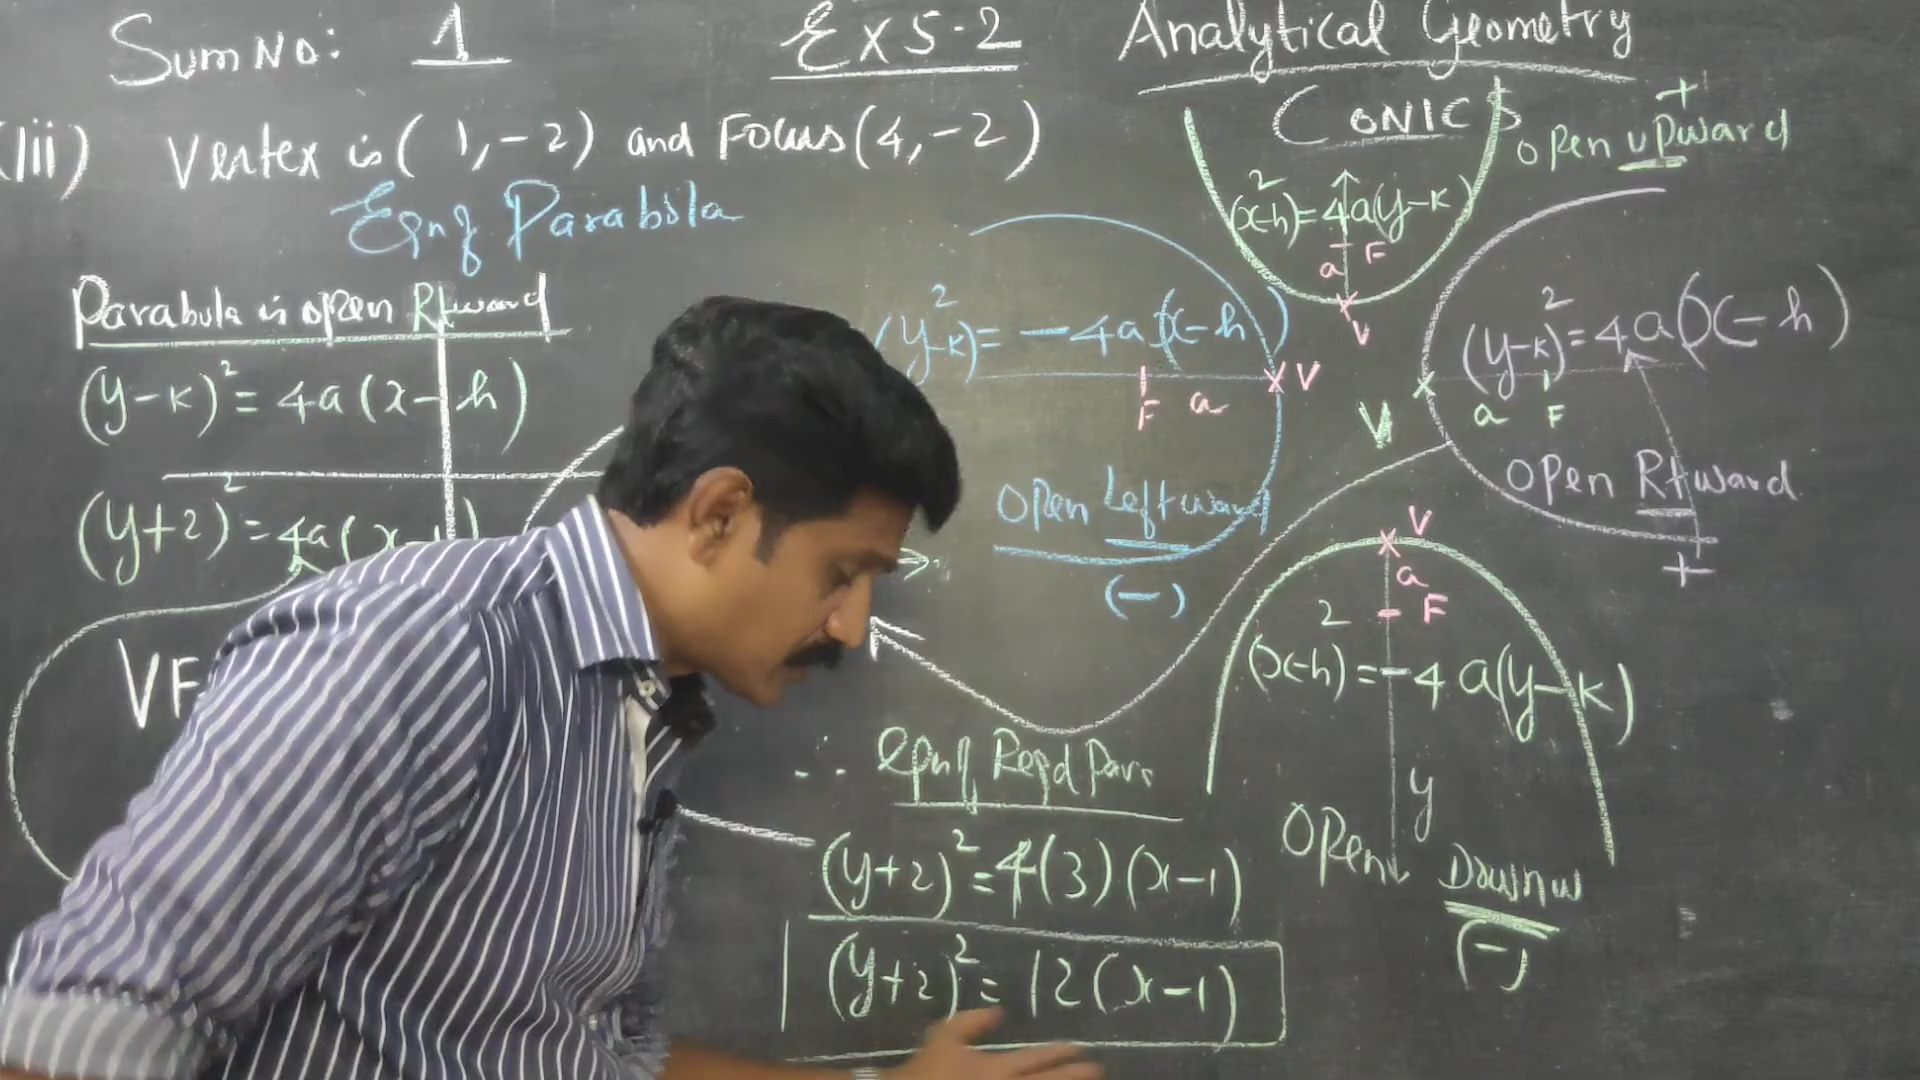 Sum No: 1 Ex 5.2 Analytical Geometry
CONICS
(iii) Vertex is (1, -2) and Focus (4, -2)
Eqn of Parabola
Parabola is open Rtward
(y-k)² = 4a(x-h)
(y+2)² = 4a(x-1)
VF
(y-k)² = -4a(x-h)
F a V
Open Leftward
(-)
+
Open upward
(x-h)² = 4a(y-k)
a F
V
(y-k)² = 4a(x-h)
V a F
Open Rtward
+
V
a
F
(x-h)² = -4a(y-k)
y
Open Downw
(-)
∴ Eqn of Reqd Para
(y+2)² = 4(3)(x-1)
(y+2)² = 12(x-1)